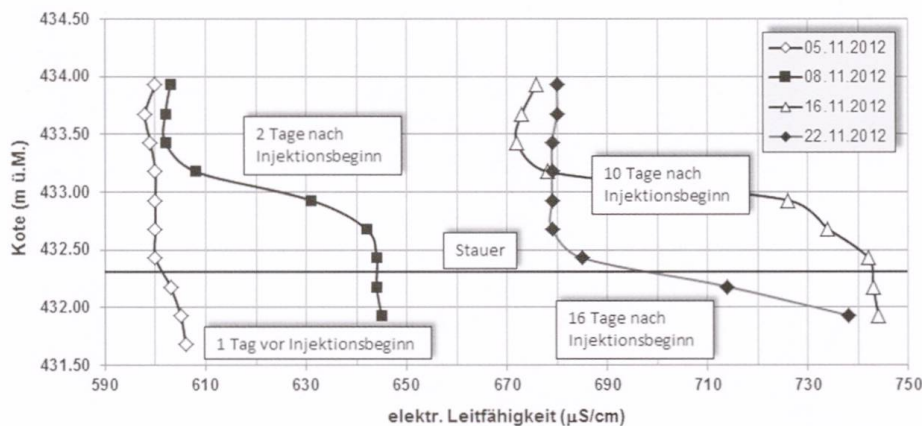 434.50
434.00
433.50
433.00
432.50
432.00
431.50
Kote (m ü.M.)
05.11.2012
08.11.2012
16.11.2012
22.11.2012
2 Tage nach
Injektionsbeginn
10 Tage nach
Injektionsbeginn
Stauer
16 Tage nach
Injektionsbeginn
1 Tag vor Injektionsbeginn
590
610
630
650
670
690
710
730
750
elektr. Leitfähigkeit (µS/cm)